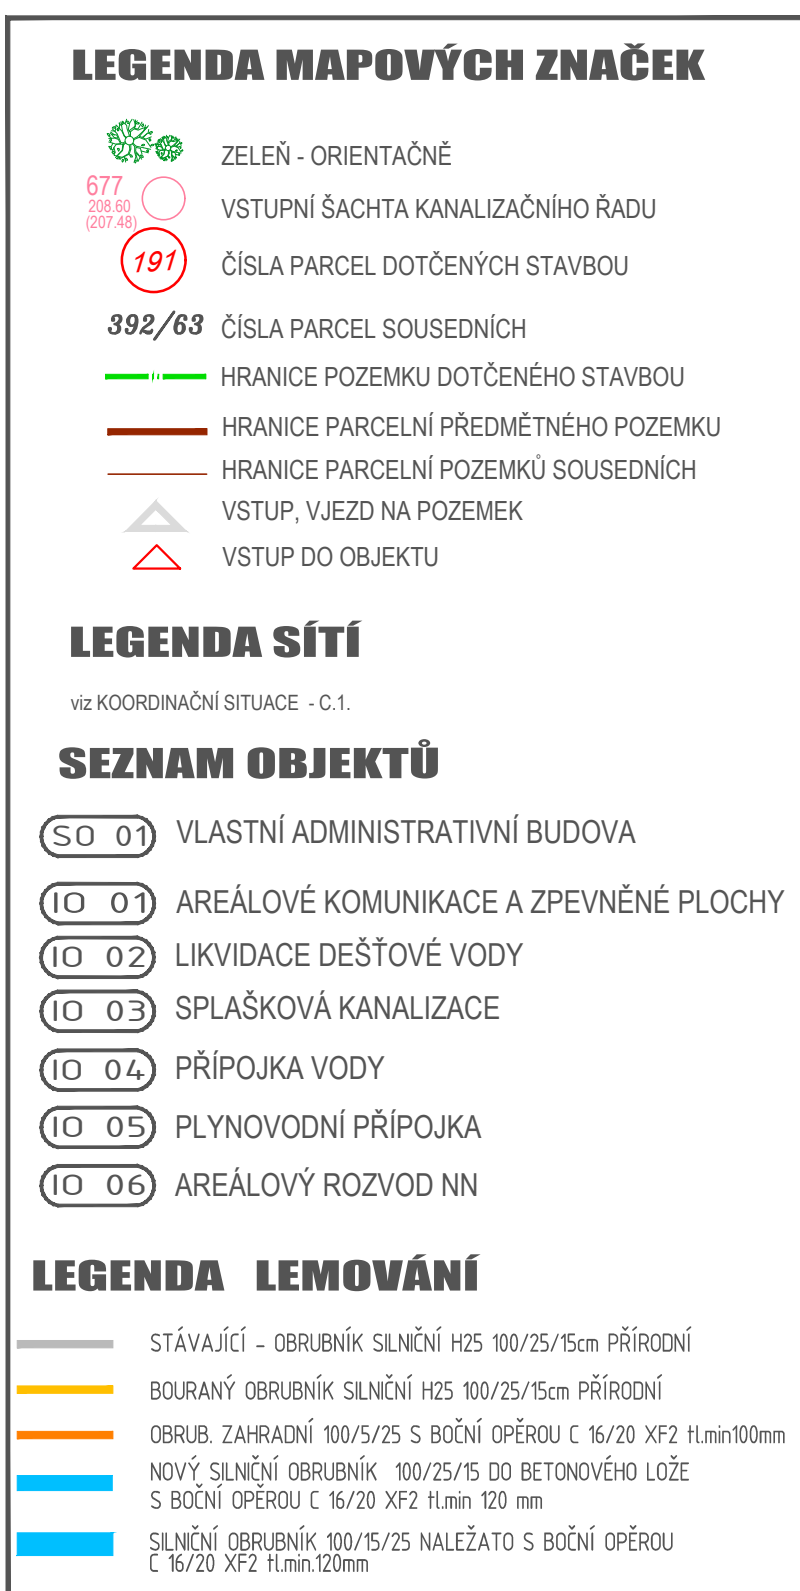 LEGENDA MAPOVÝCH ZNAČEK
ZELEŇ - ORIENTAČNĚ
677
208.60
(207.48)
VSTUPNÍ ŠACHTA KANALIZAČNÍHO ŘADU
191
ČÍSLA PARCEL DOTČENÝCH STAVBOU
392/63 ČÍSLA PARCEL SOUSEDNÍCH
HRANICE POZEMKU DOTČENÉHO STAVBOU
HRANICE PARCELNÍ PŘEDMĚTNÉHO POZEMKU
HRANICE PARCELNÍ POZEMKŮ SOUSEDNÍCH
VSTUP, VJEZD NA POZEMEK
VSTUP DO OBJEKTU
LEGENDA SÍTÍ
viz KOORDINAČNÍ SITUACE - C.1.
SEZNAM OBJEKTŮ
SO 01 VLASTNÍ ADMINISTRATIVNÍ BUDOVA
IO 01 AREÁLOVÉ KOMUNIKACE A ZPEVNĚNÉ PLOCHY
IO 02 LIKVIDACE DEŠŤOVÉ VODY
IO 03 SPLAŠKOVÁ KANALIZACE
IO 04 PŘÍPOJKA VODY
IO 05 PLYNOVODNÍ PŘÍPOJKA
IO 06 AREÁLOVÝ ROZVOD NN
LEGENDA LEMOVÁNÍ
STÁVAJÍCÍ - OBRUBNÍK SILNIČNÍ H25 100/25/15cm PŘÍRODNÍ
BOURANÝ OBRUBNÍK SILNIČNÍ H25 100/25/15cm PŘÍRODNÍ
OBRUB. ZAHRADNÍ 100/5/25 S BOČNÍ OPĚROU C 16/20 XF2 tl.min100mm
NOVÝ SILNIČNÍ OBRUBNÍK 100/25/15 DO BETONOVÉHO LOŽE
S BOČNÍ OPĚROU C 16/20 XF2 tl.min 120 mm
SILNIČNÍ OBRUBNÍK 100/15/25 NALEŽATO S BOČNÍ OPĚROU
C 16/20 XF2 tl.min.120mm